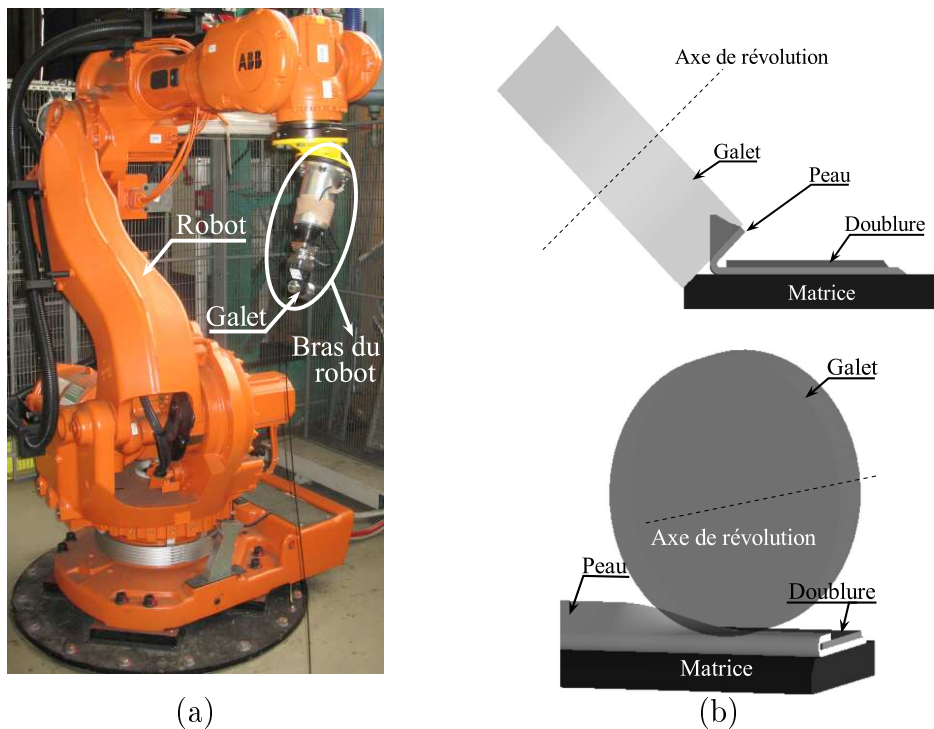 ABB
Robot
Galet
Bras du
robot
(a)
Axe de révolution
Galet
Peau
Doublure
Matrice
Galet
Axe de révolution
Peau
Doublure
Matrice
(b)